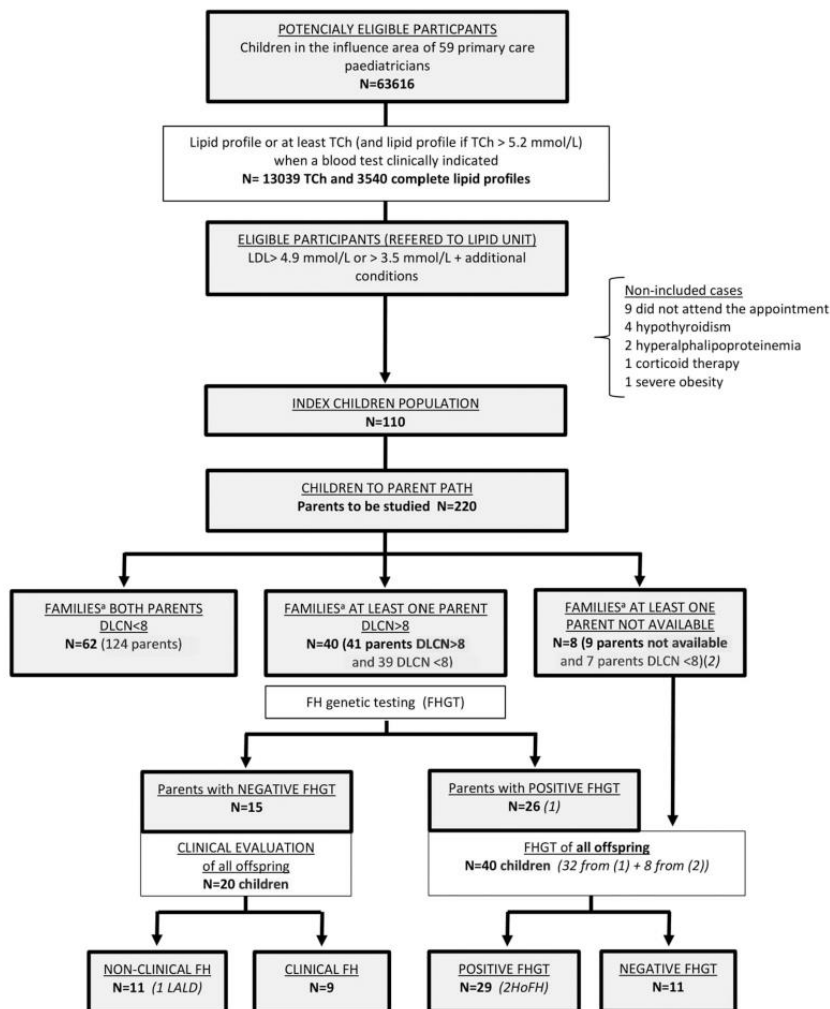 POTENCIALY ELIGIBLE PARTICPANTS
Children in the influence area of 59 primary care
paediatricians
N=63616
Lipid profile or at least TCh (and lipid profile if TCh > 5.2 mmol/L)
when a blood test clinically indicated
N= 13039 TCh and 3540 complete lipid profiles
ELIGIBLE PARTICIPANTS (REFERED TO LIPID UNIT)
LDL> 4.9 mmol/L or > 3.5 mmol/L + additional
conditions
Non-included cases
9 did not attend the appointment
4 hypothyroidism
2 hyperalphalipoproteinemia
1 corticoid therapy
1 severe obesity
INDEX CHILDREN POPULATION
N=110
CHILDREN TO PARENT PATH
Parents to be studied N=220
FAMILIESª BOTH PARENTS
DLCN<8
N=62 (124 parents)
FAMILIESª AT LEAST ONE PARENT
DLCN>8
N=40 (41 parents DLCN>8
and 39 DLCN <8)
FAMILIESª AT LEAST ONE
PARENT NOT AVAILABLE
N=8 (9 parents not available
and 7 parents DLCN <8)(2)
FH genetic testing (FHGT)
Parents with NEGATIVE FHGT
N=15
Parents with POSITIVE FHGT
N=26 (1)
CLINICAL EVALUATION
of all offspring
N=20 children
FHGT of all offspring
N=40 children (32 from (1) + 8 from (2))
NON-CLINICAL FH
N=11 (1 LALD)
CLINICAL FH
N=9
POSITIVE FHGT
N=29 (2HoFH)
NEGATIVE FHGT
N=11